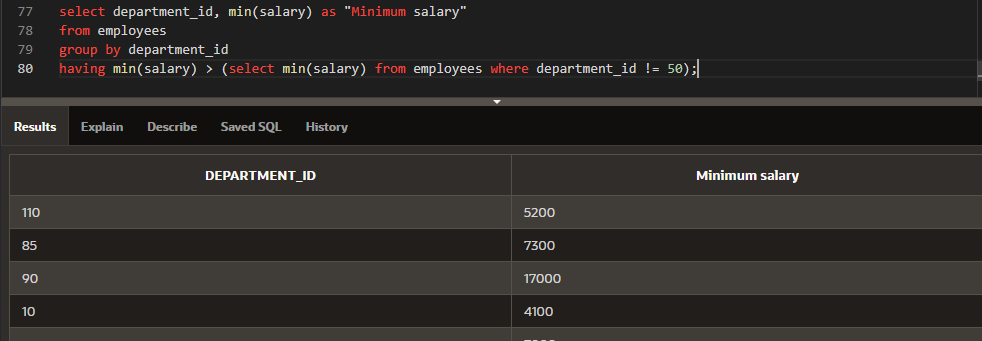 77 select department_id, min(salary) as "Minimum salary"
78 from employees
79 group by department_id
80 having min(salary) > (select min(salary) from employees where department_id != 50);
Results Explain Describe Saved SQL History
DEPARTMENT_ID Minimum salary
110 5200
85 7300
90 17000
10 4100